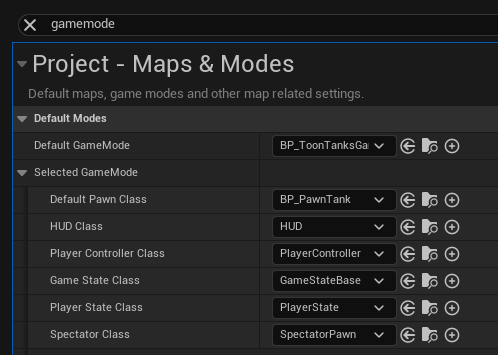 gamemode
Project - Maps & Modes
Default maps, game modes and other map related settings.
Default Modes
Default GameMode BP_ToonTanksGa
Selected GameMode
Default Pawn Class BP_PawnTank
HUD Class HUD
Player Controller Class PlayerController
Game State Class GameStateBase
Player State Class PlayerState
Spectator Class SpectatorPawn